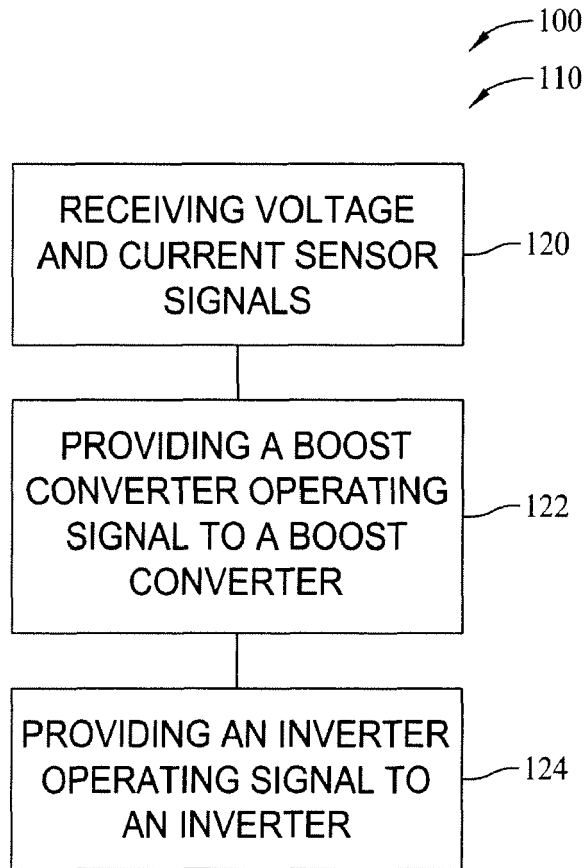 100
110
RECEIVING VOLTAGE
AND CURRENT SENSOR
SIGNALS
120
PROVIDING A BOOST
CONVERTER OPERATING
SIGNAL TO A BOOST
CONVERTER
122
PROVIDING AN INVERTER
OPERATING SIGNAL TO
AN INVERTER
124